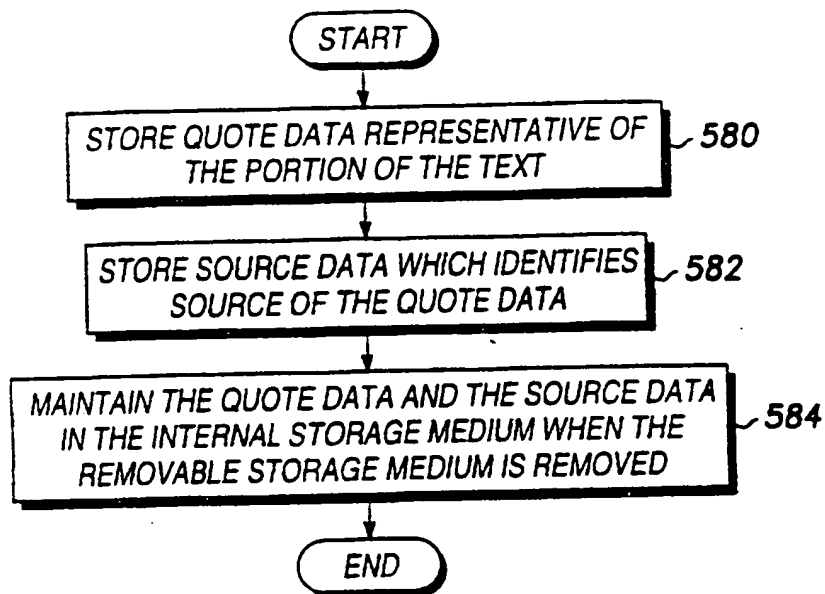 START
STORE QUOTE DATA REPRESENTATIVE OF
THE PORTION OF THE TEXT
580
STORE SOURCE DATA WHICH IDENTIFIES
SOURCE OF THE QUOTE DATA
582
MAINTAIN THE QUOTE DATA AND THE SOURCE DATA
IN THE INTERNAL STORAGE MEDIUM WHEN THE
REMOVABLE STORAGE MEDIUM IS REMOVED
584
END